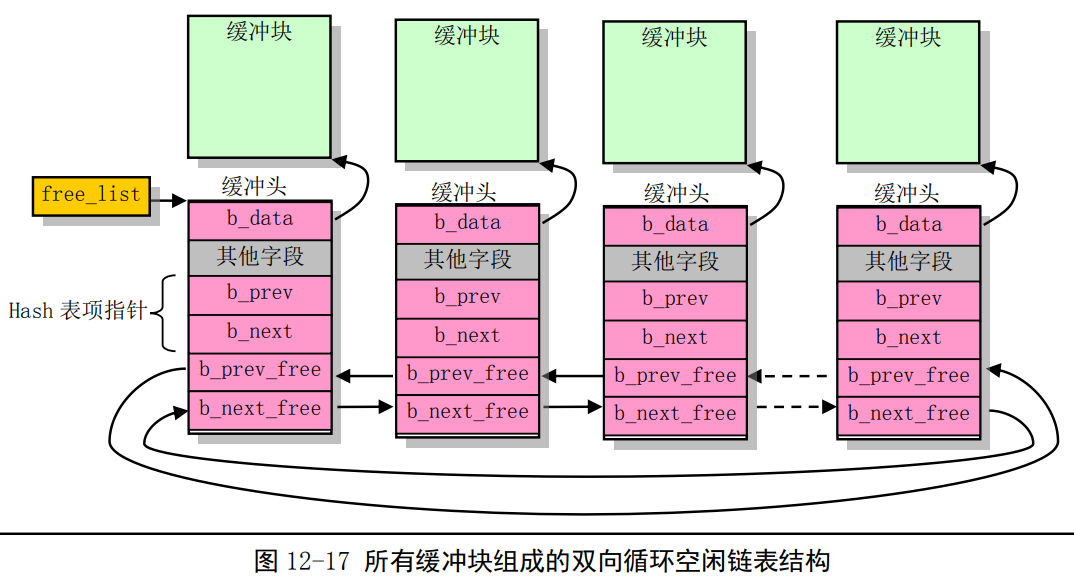 缓冲块
缓冲块
缓冲块
缓冲块
free_list
缓冲头
缓冲头
缓冲头
缓冲头
b_data
b_data
b_data
b_data
其他字段
其他字段
其他字段
其他字段
Hash 表项指针
b_prev
b_prev
b_prev
b_prev
b_next
b_next
b_next
b_next
b_prev_free
b_prev_free
b_prev_free
b_prev_free
b_next_free
b_next_free
b_next_free
b_next_free
图 12-17 所有缓冲块组成的双向循环空闲链表结构